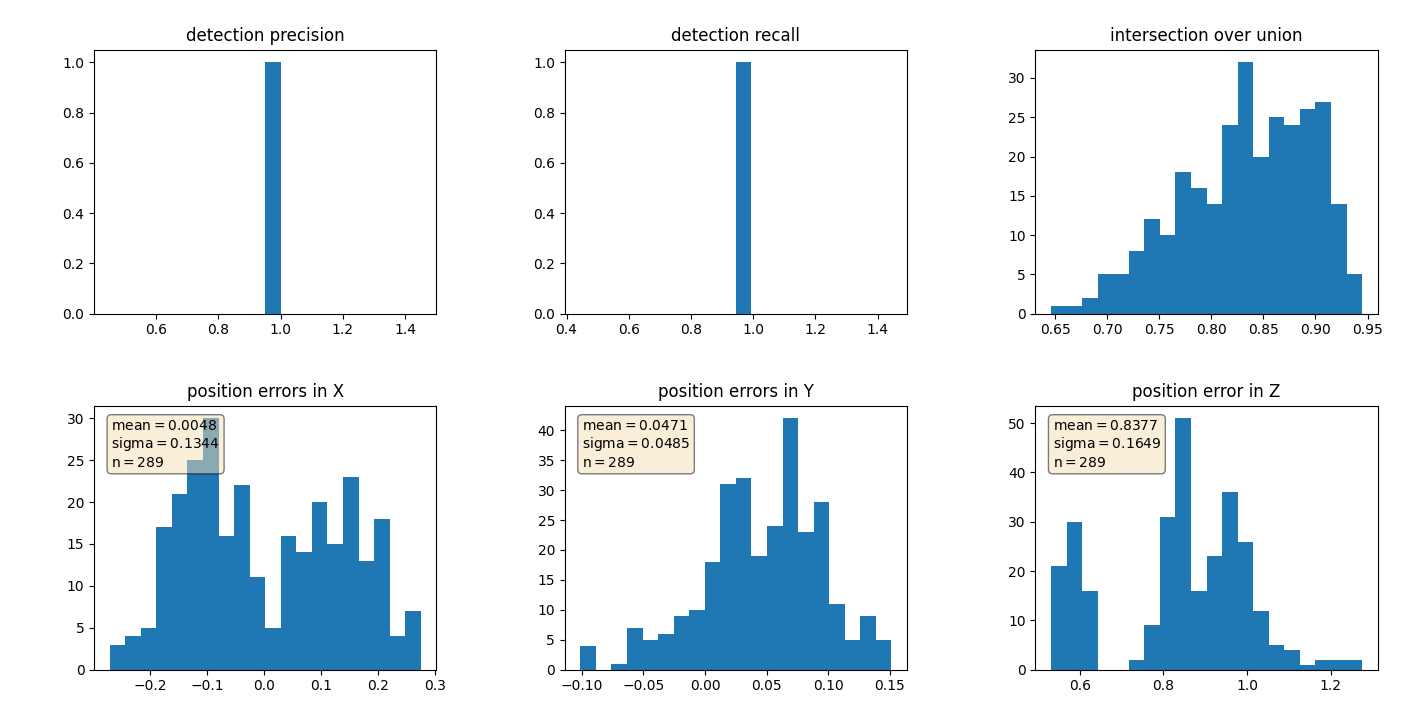 detection precision
1.0
0.8
0.6
0.4
0.2
0.0
0.6 0.8 1.0 1.2 1.4
detection recall
1.0
0.8
0.6
0.4
0.2
0.0
0.4 0.6 0.8 1.0 1.2 1.4
intersection over union
30
25
20
15
10
5
0
0.65 0.70 0.75 0.80 0.85 0.90 0.95
position errors in X
mean = 0.0048
sigma = 0.1344
n = 289
30
25
20
15
10
5
0
−0.2 −0.1 0.0 0.1 0.2 0.3
position errors in Y
mean = 0.0471
sigma = 0.0485
n = 289
40
35
30
25
20
15
10
5
0
−0.10 −0.05 0.00 0.05 0.10 0.15
position error in Z
mean = 0.8377
sigma = 0.1649
n = 289
50
40
30
20
10
0
0.6 0.8 1.0 1.2